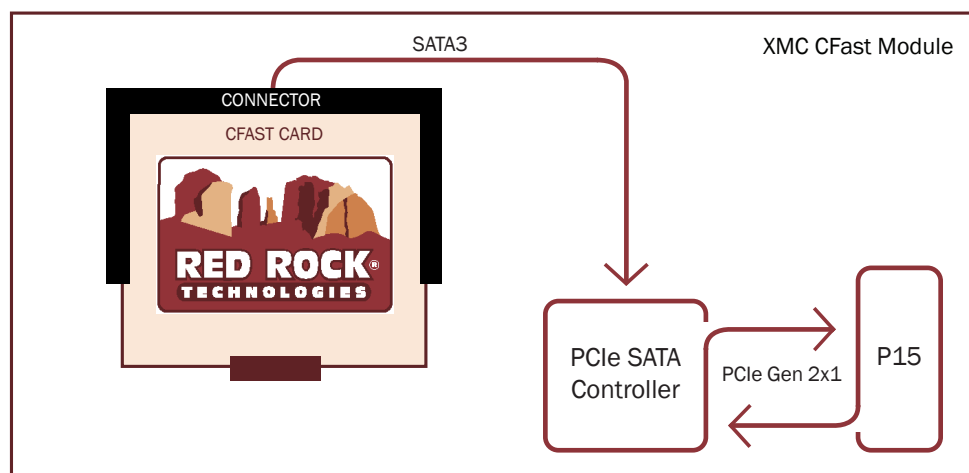 SATA3
XMC CFast Module
CONNECTOR
CFAST CARD
RED ROCK®
TECHNOLOGIES
PCIe SATA
Controller
PCIe Gen 2x1
P15